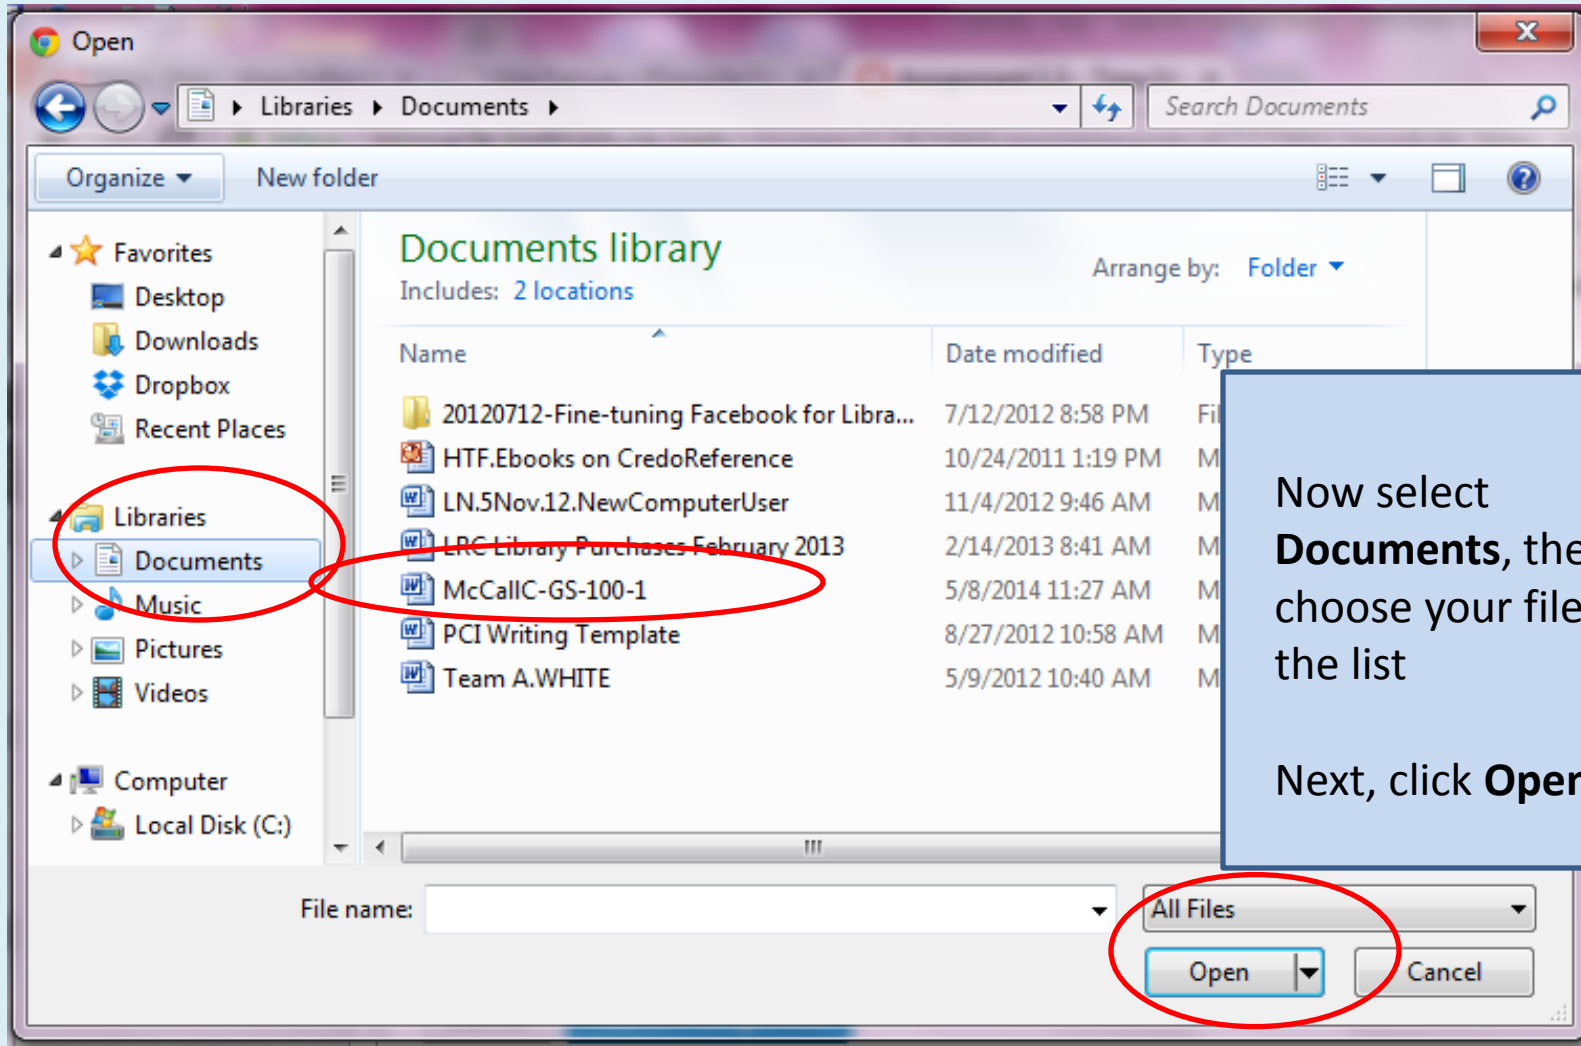 Open
x
Libraries Documents
Search Documents
Organize New folder
Favorites
Desktop
Downloads
Dropbox
Recent Places
Libraries
Documents
Music
Pictures
Videos
Computer
Local Disk (C:)
Documents library
Includes: 2 locations
Arrange by: Folder
Name Date modified Type
20120712-Fine-tuning Facebook for Libra... 7/12/2012 8:58 PM
HTF.Ebooks on CredoReference 10/24/2011 1:19 PM M
LN.5Nov.12.NewComputerUser 11/4/2012 9:46 AM M
LRC Library Purchases February 2013 2/14/2013 8:41 AM M
McCallC-GS-100-1 5/8/2014 11:27 AM M
PCI Writing Template 8/27/2012 10:58 AM M
Team A.WHITE 5/9/2012 10:40 AM M
Now select
Documents, the
choose your file
the list
Next, click Open
File name:
All Files
Open Cancel